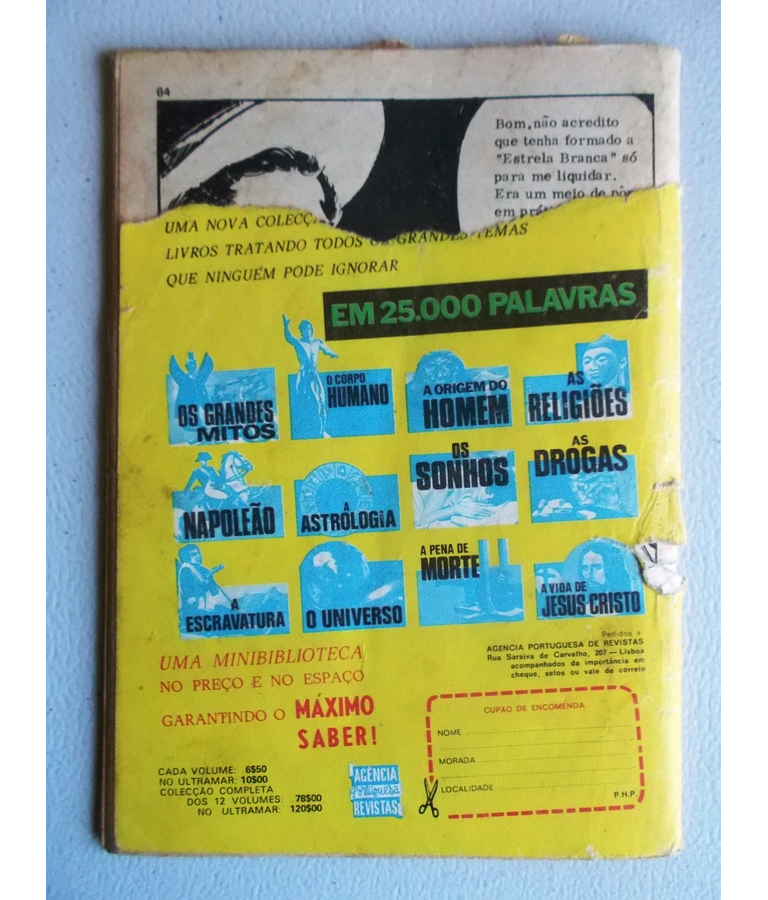 64
Bom,não acredito
que tenha formado a
"Estrela Branca" só
para me liquidar.
Era um meio de
em
UMA NOVA
LIVROS TRATANDO TODOS OS GRANDES TEMAS
QUE NINGUÉM PODE IGNORAR
EM 25.000 PALAVRAS
OS GRANDES
MITOS
O CORPO
HUMANO
A ORIGEM DO
HOMEM
AS
RELIGIÕES
NAPOLEÃO
A
ASTROLOGIA
OS
SONHOS
AS
DROGAS
A
ESCRAVATURA
O UNIVERSO
A PENA DE
MORTE
A VIDA DE
JESUS CRISTO
UMA MINIBIBLIOTECA
NO PREÇO E NO ESPAÇO
GARANTINDO O MÁXIMO
SABER!
Pedidos a
AGENCIA PORTUGUESA DE REVISTAS
Rua Saraiva de Carvalho, 207 — Lisboa
acompanhados da importância em
cheque, selos ou vale de correio
CUPÃO DE ENCOMENDA
NOME
MORADA
LOCALIDADE
P.H.P.
CADA VOLUME: 6$50
NO ULTRAMAR: 10$00
COLECÇÃO COMPLETA
DOS 12 VOLUMES: 78$00
NO ULTRAMAR: 120$00
AGÊNCIA
Portuguesa
REVISTAS